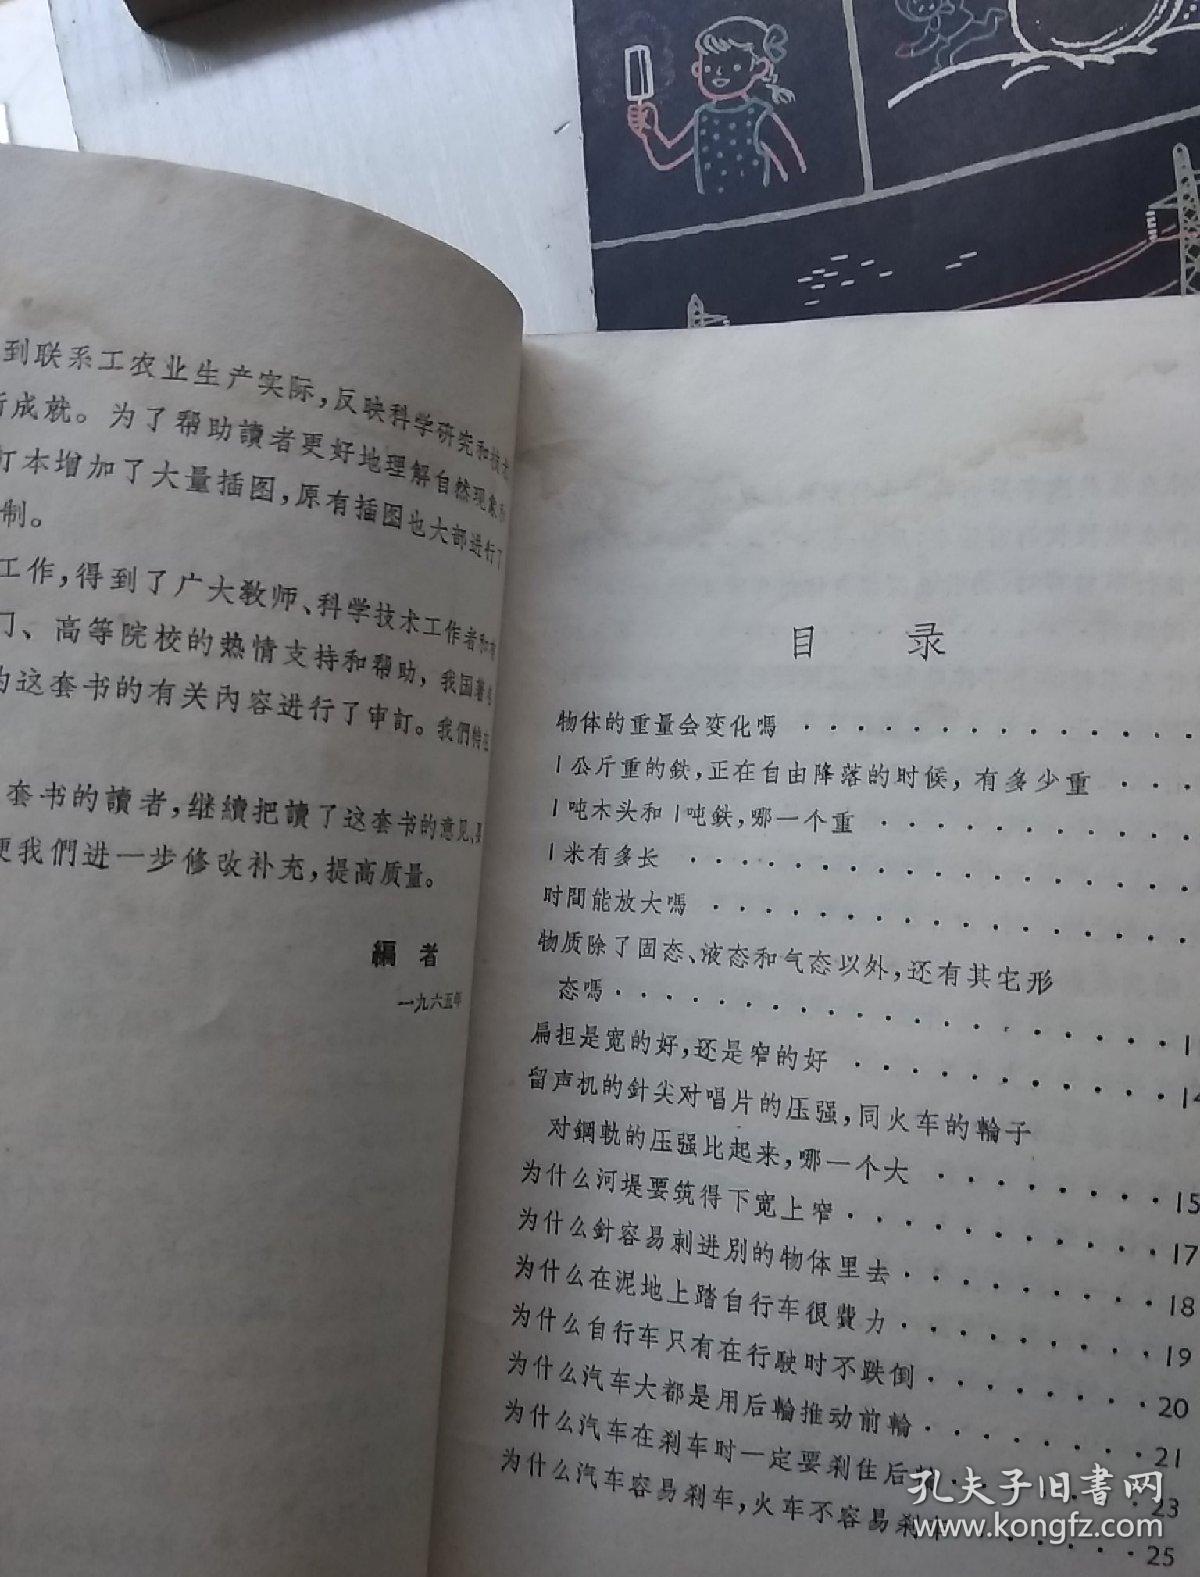 到联系工农业生产实际，反映科学研究和技
成就。为了帮助讀者更好地理解自然现象
本增加了大量插图，原有插图也大部进行了
制。
工作，得到了广大敎师、科学技术工作者和
、高等院校的热情支持和帮助，我国著
这套书的有关內容进行了审訂。我們特在
套书的讀者，继續把讀了这套书的意见、
我們进一步修改补充，提高质量。
編者
一九六五年
目录
物体的重量会变化嗎 · · · · · · · · · · · ·
1公斤重的鉄，正在自由降落的时候，有多少重 · · ·
1吨木头和1吨鉄，哪一个重 · · · · · · · · · ·
1米有多长 · · · · · · · · · · · · · · ·
时間能放大嗎 · · · · · · · · · · · · · ·
物质除了固态、液态和气态以外，还有其它形
态嗎 · · · · · · · · · · · · · · · ·
扁担是宽的好，还是窄的好 · · · · · · · · · · 14
留声机的針尖对唱片的压强，同火车的輪子
对鋼軌的压强比起来，哪一个大 · · · · · · · · 15
为什么河堤要筑得下宽上窄 · · · · · · · · · · 17
为什么針容易刺进別的物体里去 · · · · · · · · 18
为什么在泥地上踏自行车很費力 · · · · · · · · 19
为什么自行车只有在行駛时不跌倒 · · · · · · · 20
为什么汽车大都是用后輪推动前輪 · · · · · · · 21
为什么汽车在刹车时一定要刹住后 · · · · · · 23
为什么汽车容易刹车，火车不容易刹车 · · · · · 25
孔夫子旧书网
www.kongfz.com